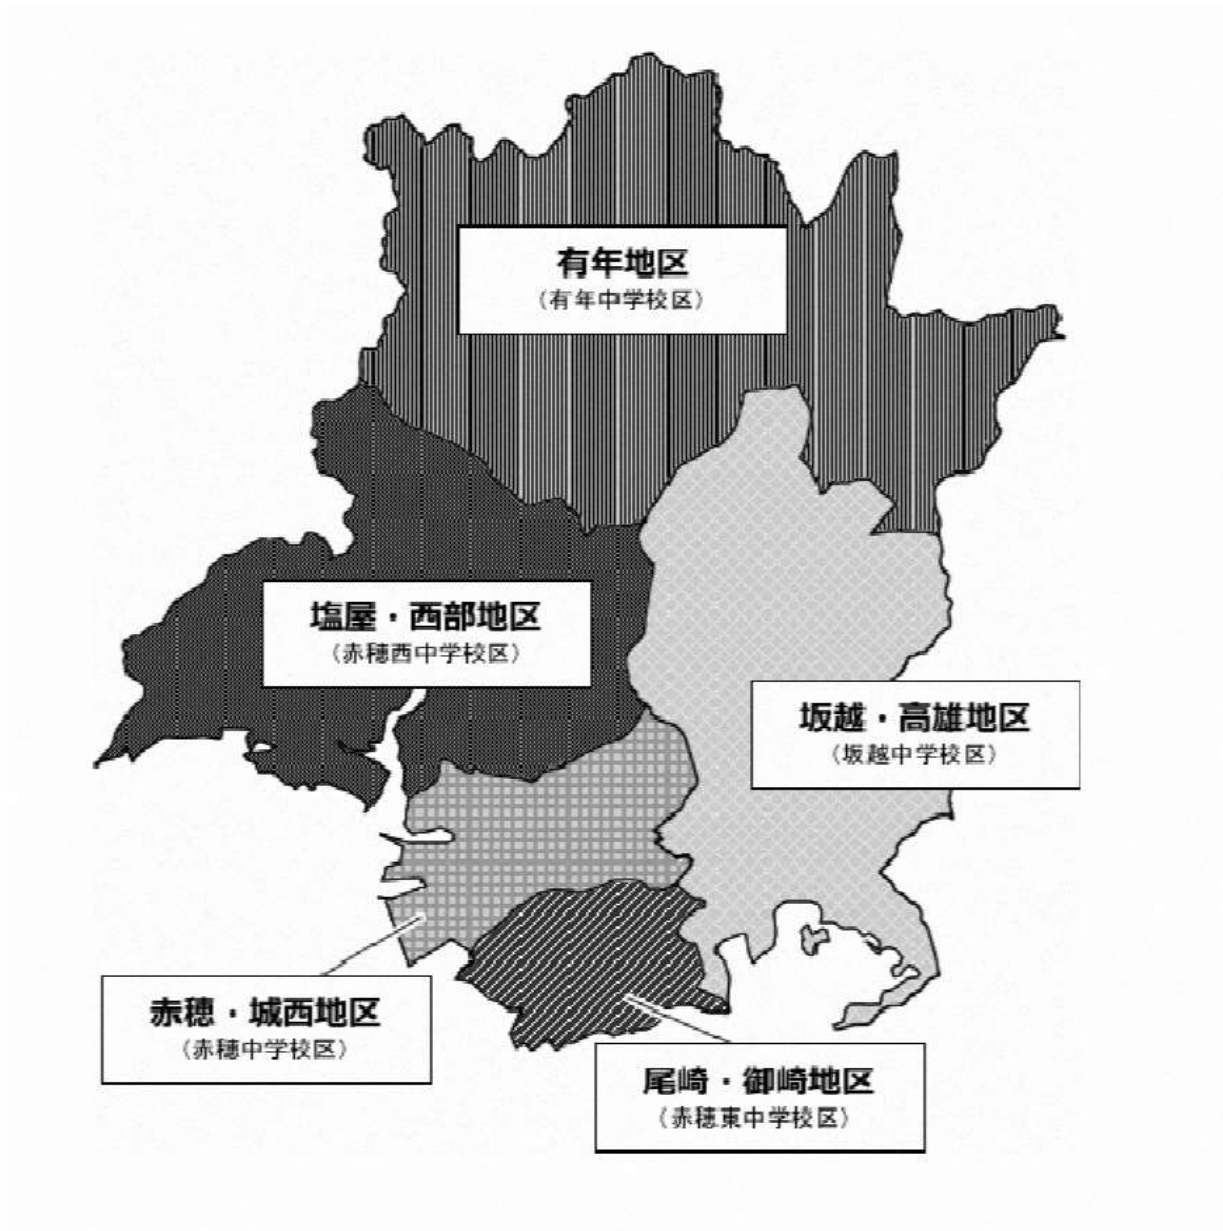 有年地区
（有年中学校区）
塩屋・西部地区
（赤穂西中学校区）
坂越・高雄地区
（坂越中学校区）
赤穂・城西地区
（赤穂中学校区）
尾崎・御崎地区
（赤穂東中学校区）